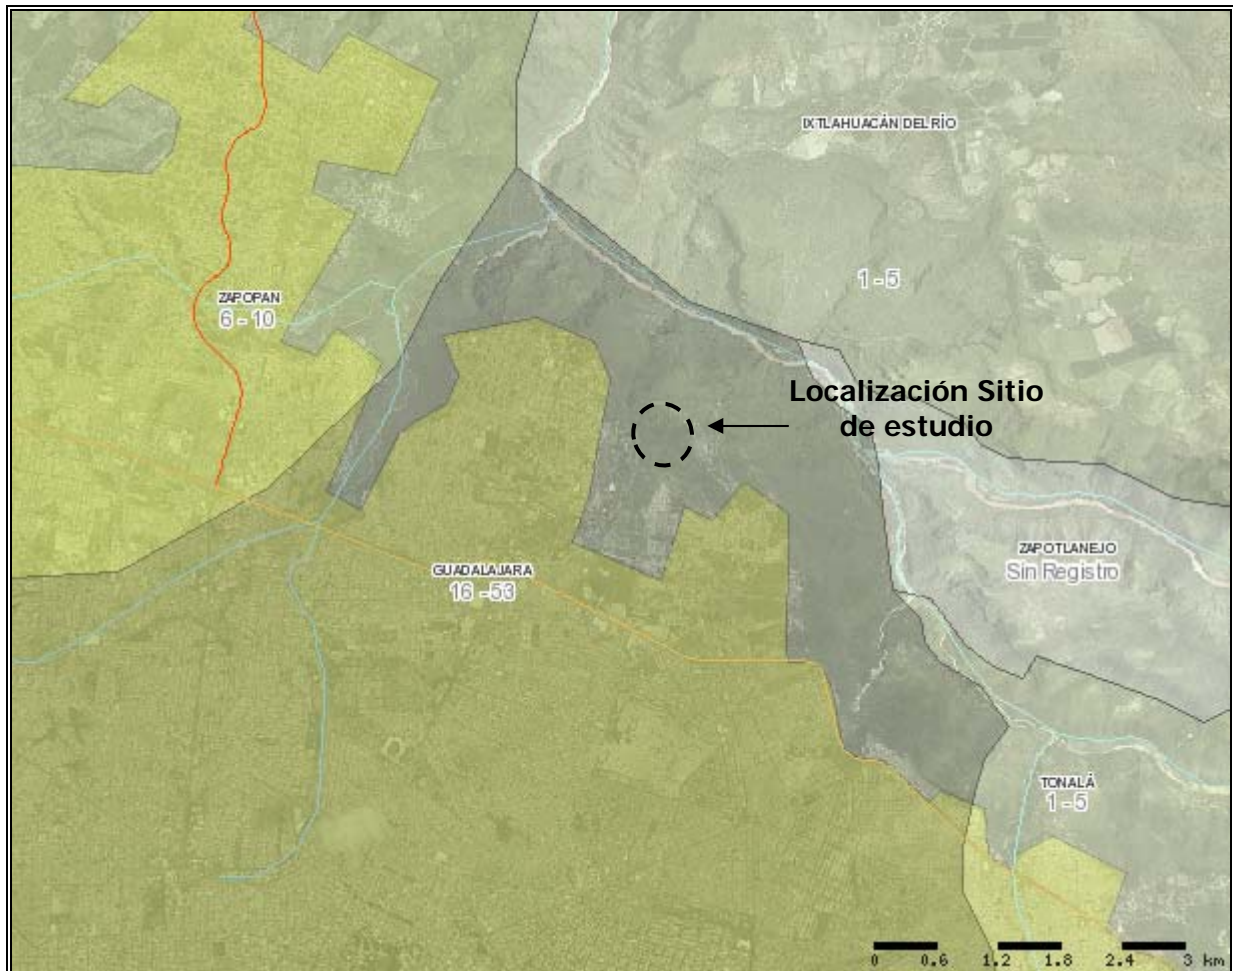 IXTLAHUACÁN DEL RÍO
1 - 5
ZAPOPAN
6 - 10
Localización Sitio
de estudio
ZAPOTLANEJO
Sin Registro
GUADALAJARA
16 - 53
TONALÁ
1 - 5
0 0.6 1.2 1.8 2.4 3 km